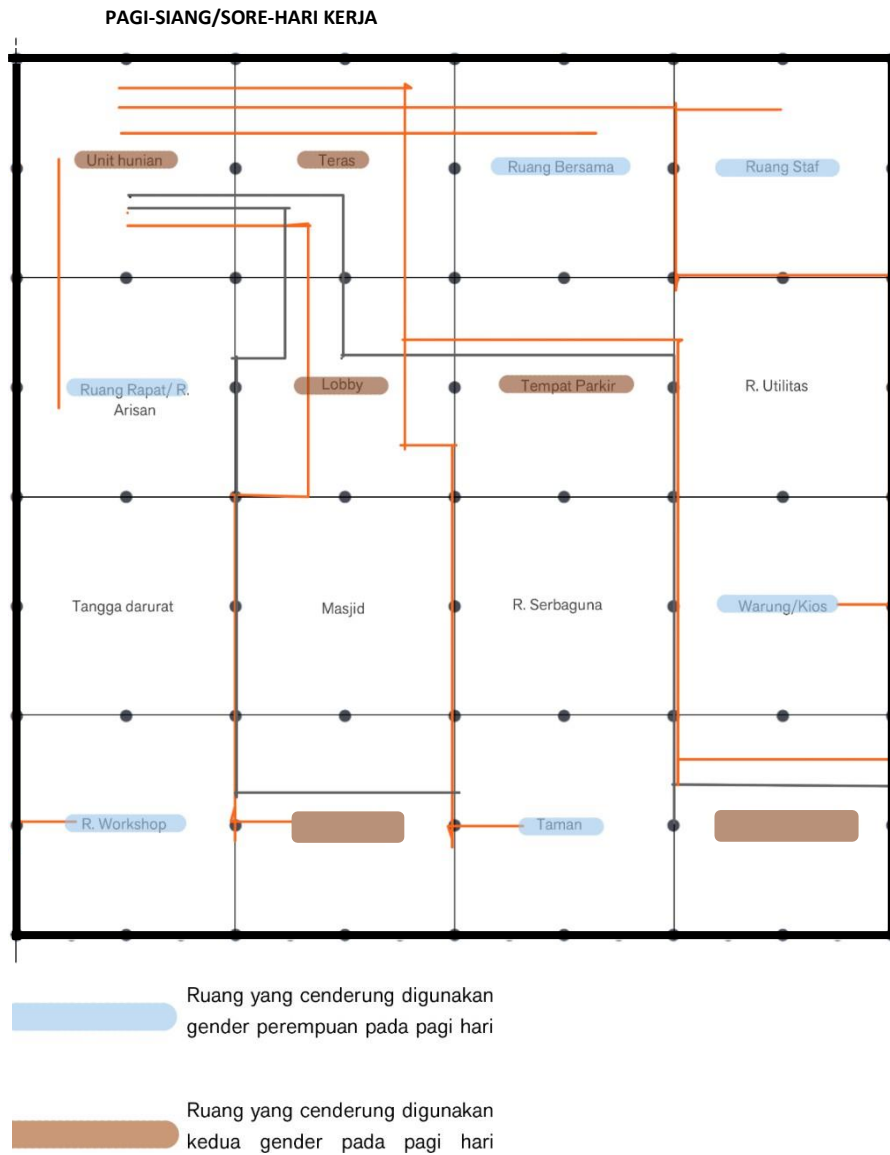 PAGI-SIANG/SORE-HARI KERJA
Unit hunian
Teras
Ruang Bersama
Ruang Staf
Ruang Rapat/ R.
Arisan
Lobby
Tempat Parkir
R. Utilitas
Tangga darurat
Masjid
R. Serbaguna
Warung/Kios
R. Workshop
Taman
Ruang yang cenderung digunakan
gender perempuan pada pagi hari
Ruang yang cenderung digunakan
kedua gender pada pagi hari